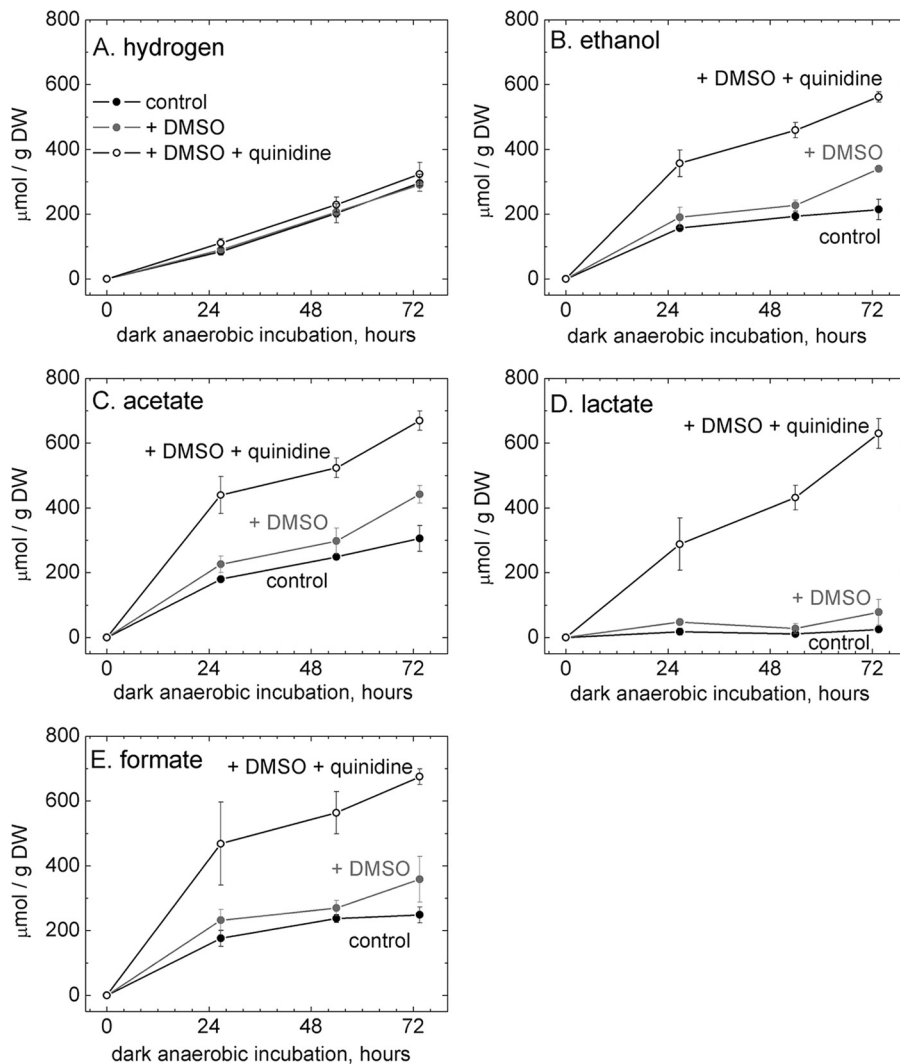 A. hydrogen
control
+ DMSO
+ DMSO + quinidine
800
600
400
200
0
μmol / g DW
0 24 48 72
dark anaerobic incubation, hours
B. ethanol
+ DMSO + quinidine
+ DMSO
control
800
600
400
200
0
μmol / g DW
0 24 48 72
dark anaerobic incubation, hours
C. acetate
+ DMSO + quinidine
+ DMSO
control
800
600
400
200
0
μmol / g DW
0 24 48 72
dark anaerobic incubation, hours
D. lactate
+ DMSO + quinidine
+ DMSO
control
800
600
400
200
0
μmol / g DW
0 24 48 72
dark anaerobic incubation, hours
E. formate
+ DMSO + quinidine
+ DMSO
control
800
600
400
200
0
μmol / g DW
0 24 48 72
dark anaerobic incubation, hours